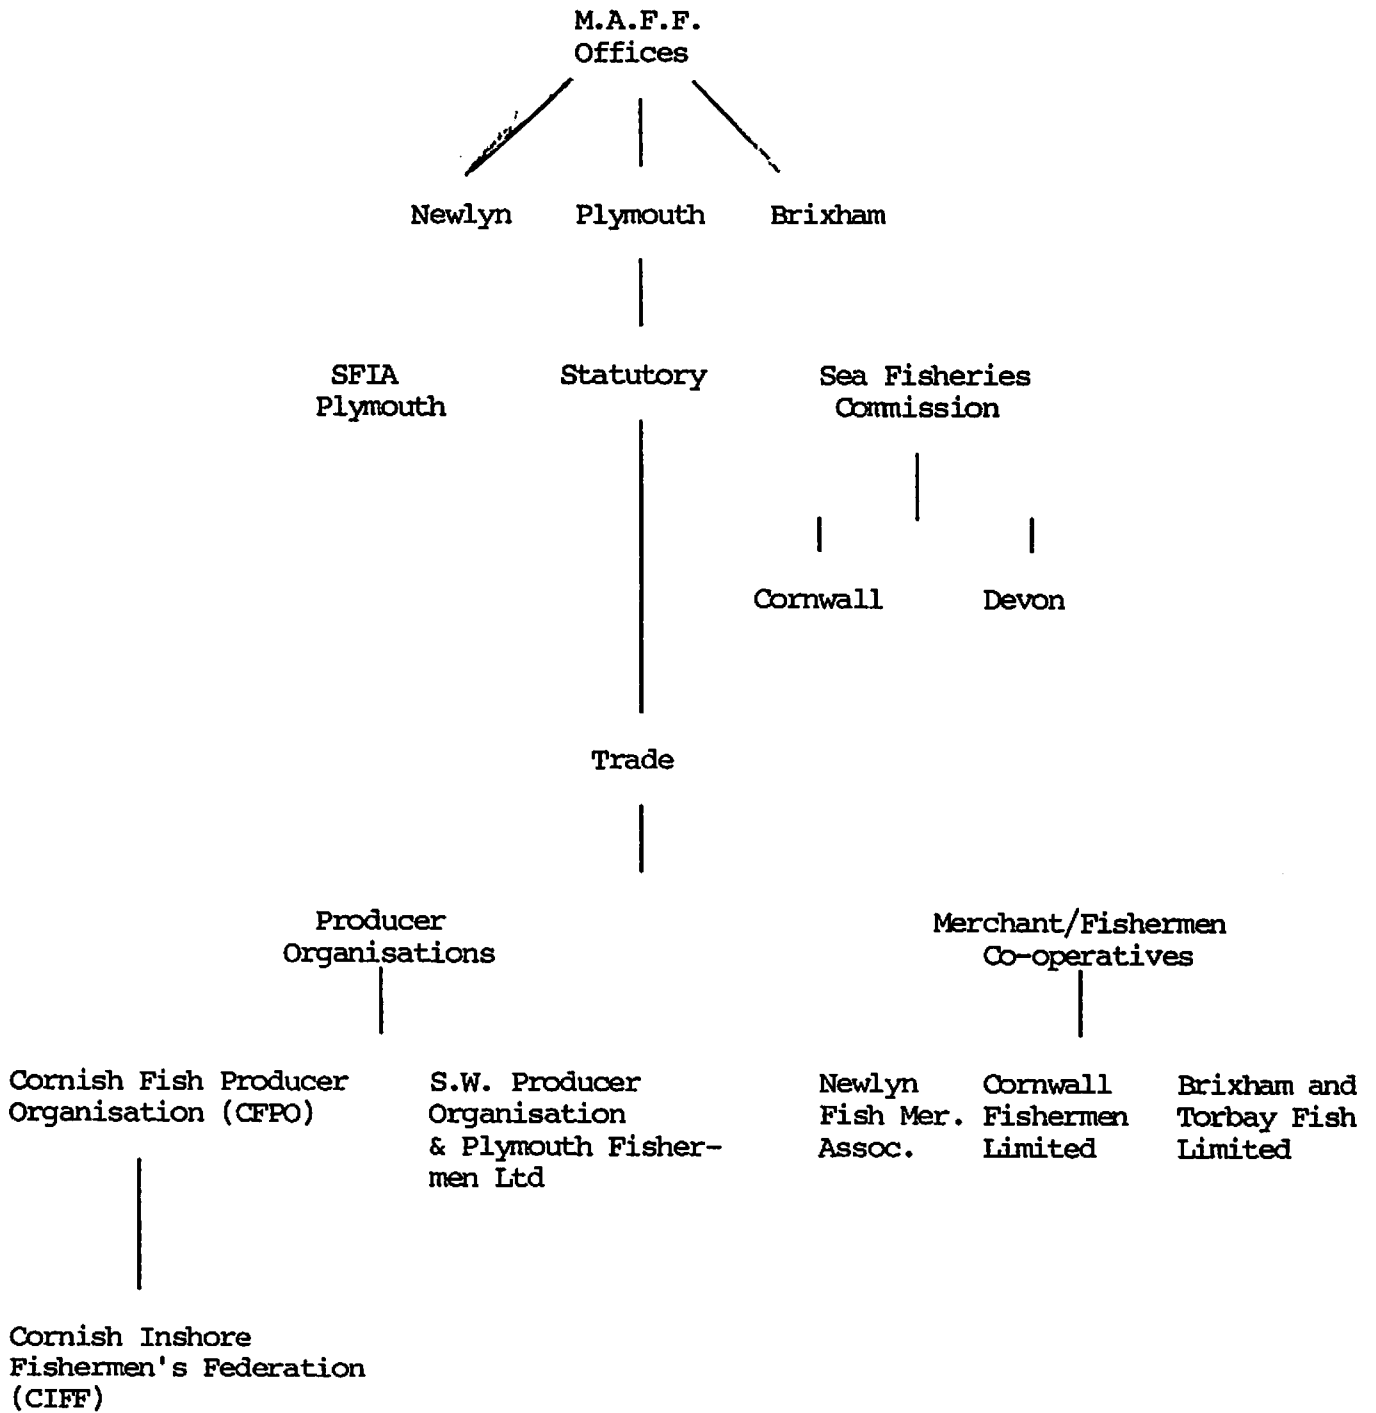 M.A.F.F.
Offices
Newlyn
Plymouth
Brixham
SFIA
Plymouth
Statutory
Sea Fisheries
Commission
Cornwall
Devon
Trade
Producer
Organisations
Merchant/Fishermen
Co-operatives
Cornish Fish Producer
Organisation (CFPO)
S.W. Producer
Organisation
& Plymouth Fisher-
men Ltd
Newlyn
Fish Mer.
Assoc.
Cornwall
Fishermen
Limited
Brixham and
Torbay Fish
Limited
Cornish Inshore
Fishermen's Federation
(CIFF)